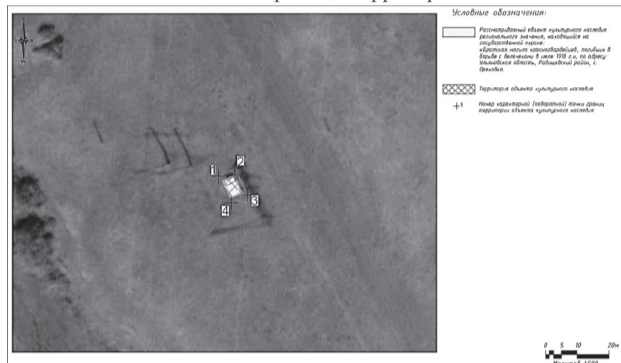 Условные обозначения:
Рассматриваемый объект культурного наследия
регионального значения, находящийся на
государственной охране:
«Братская могила красногвардейцев, погибших в
борьбе с белочехами в июле 1918 г.», по адресу:
Ульяновская область, Радищевский район, с.
Ореховка.
Территория объекта культурного наследия
+1 Номер характерной (поворотной) точки границ
территории объекта культурного наследия
1
2
3
4
0 5 10 20м